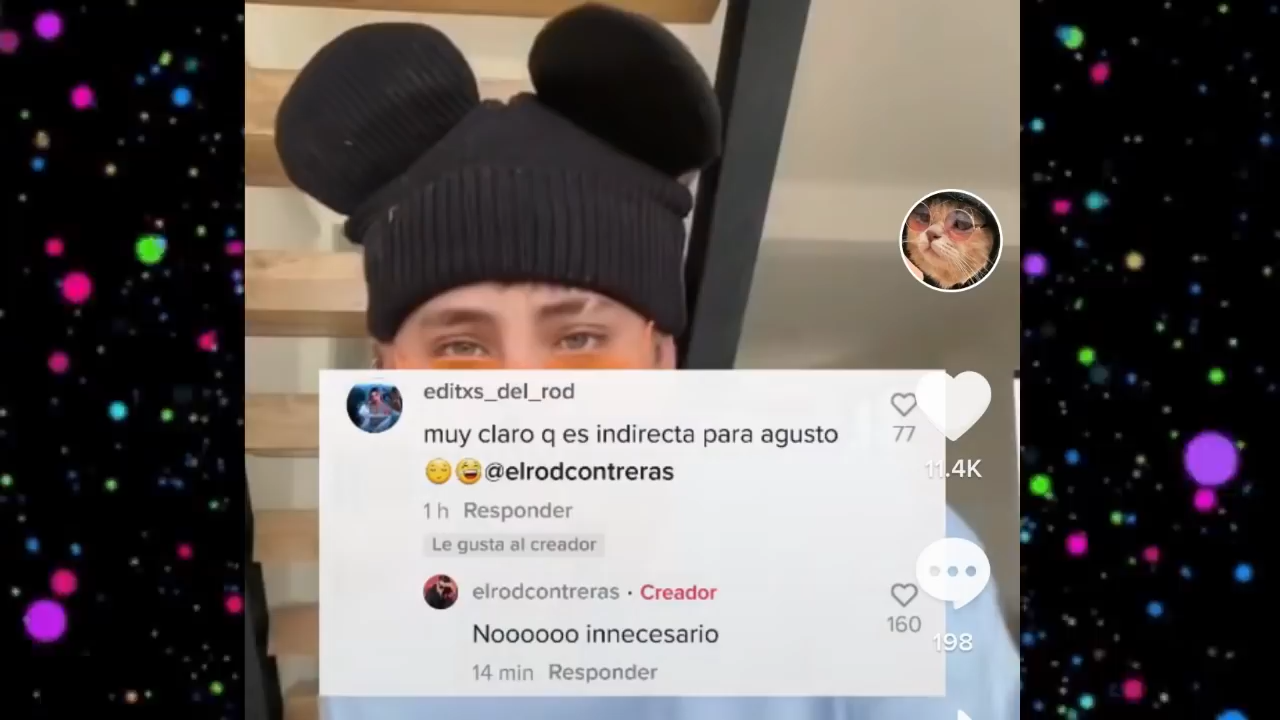 editxs_del_rod
muy claro q es indirecta para agusto
😌😆@elrodcontreras
77
11.4K
1 h Responder
Le gusta al creador
elrodcontreras · Creador
Noooooo innecesario
160
198
14 min Responder